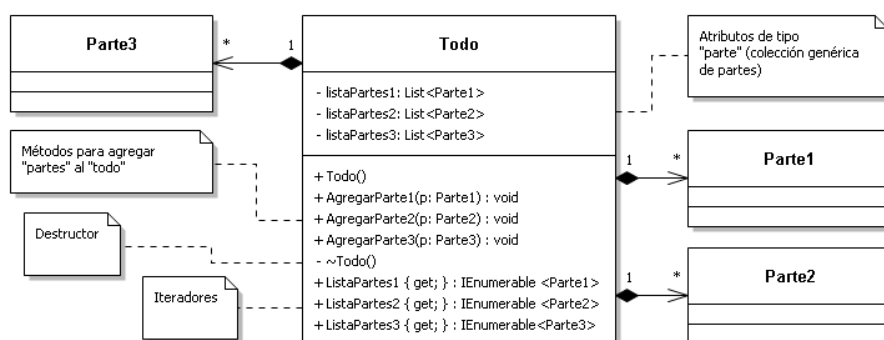 Parte3
*
1
Todo
- listaPartes1: List<Parte1>
- listaPartes2: List<Parte2>
- listaPartes3: List<Parte3>
Atributos de tipo
"parte" (colección genérica
de partes)
Métodos para agregar
"partes" al "todo"
Destructor
Iteradores
+ Todo()
+ AgregarParte1(p: Parte1) : void
+ AgregarParte2(p: Parte2) : void
+ AgregarParte3(p: Parte3) : void
- ~Todo()
+ ListaPartes1 { get; } : IEnumerable <Parte1>
+ ListaPartes2 { get; } : IEnumerable <Parte2>
+ ListaPartes3 { get; } : IEnumerable<Parte3>
1
*
Parte1
1
*
Parte2